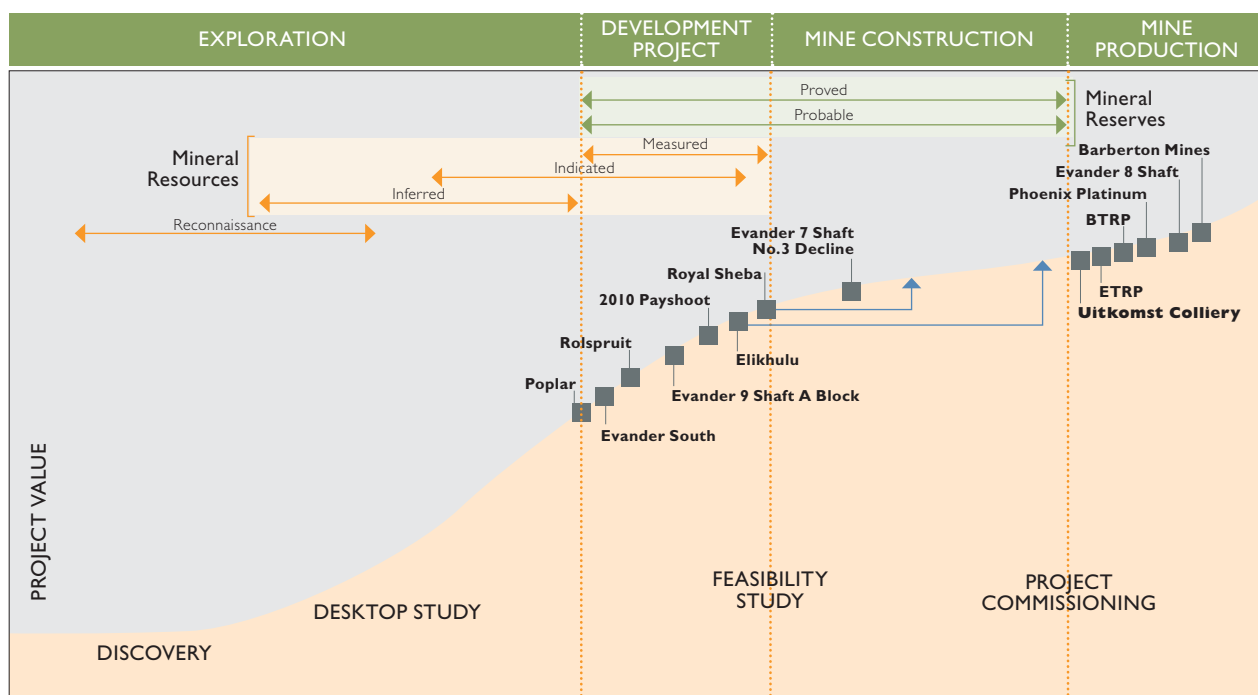 EXPLORATION
DEVELOPMENT
PROJECT
MINE CONSTRUCTION
MINE
PRODUCTION
Proved
Probable
Mineral
Reserves
Measured
Mineral
Resources
Indicated
Inferred
Reconnaissance
Barberton Mines
Evander 8 Shaft
Phoenix Platinum
BTRP
Evander 7 Shaft
No.3 Decline
Royal Sheba
2010 Payshoot
ETRP
Uitkomst Colliery
Rolspruit
Elikhulu
Poplar
Evander 9 Shaft A Block
Evander South
PROJECT VALUE
FEASIBILITY
STUDY
PROJECT
COMMISSIONING
DESKTOP STUDY
DISCOVERY